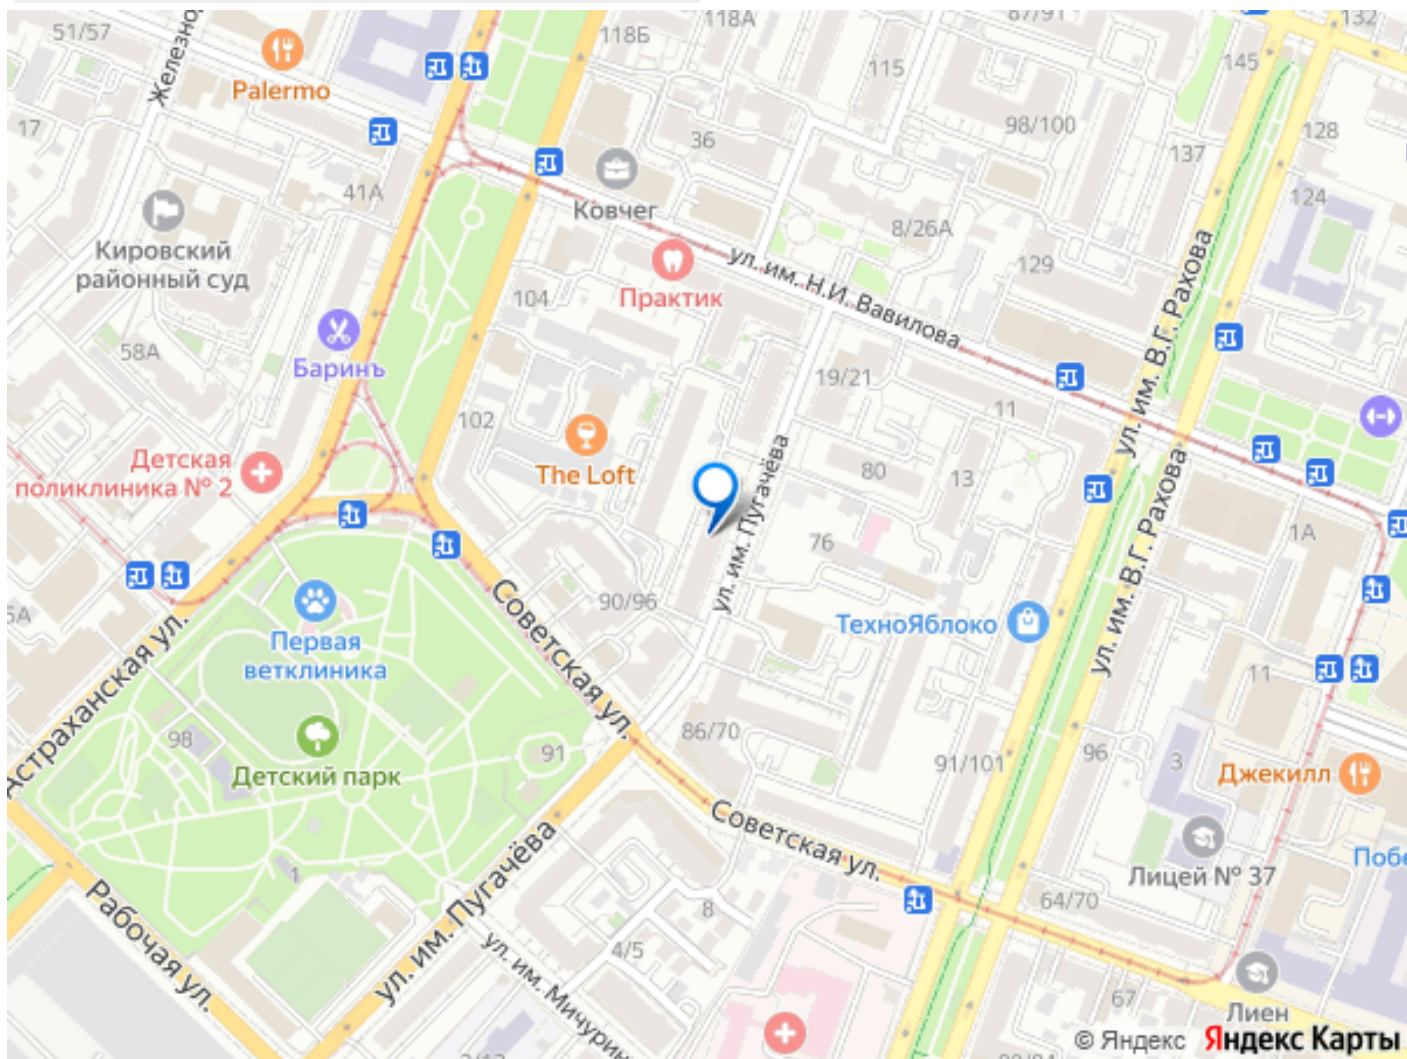 51/57
118А
118Б
87/91
132
Железно
Palermo
145
115
17
36
98/100
128
137
41А
124
Ковчег
8/26А
Кировский
районный суд
ул. им. Н.И. Вавилова
129
Практик
104
ул. им. В.Г. Рахова
58А
Баринъ
19/21
11
102
Детская
поликлиника № 2
The Loft
80
13
ул. им. Пугачёва
ул. им. В.Г. Рахова
1А
76
90/96
5А
Советская ул.
ТехноЯблоко
Первая
ветклиника
Астраханская ул.
11
98
86/70
91
96
3
91/101
Детский парк
Джекилл
Советская ул.
Побе
1
Лицей № 37
Рабочая ул.
ул. им. Пугачёва
8
64/70
4/5
ул. им. Мичурин
67
Лиен
© Яндекс Яндекс Карты